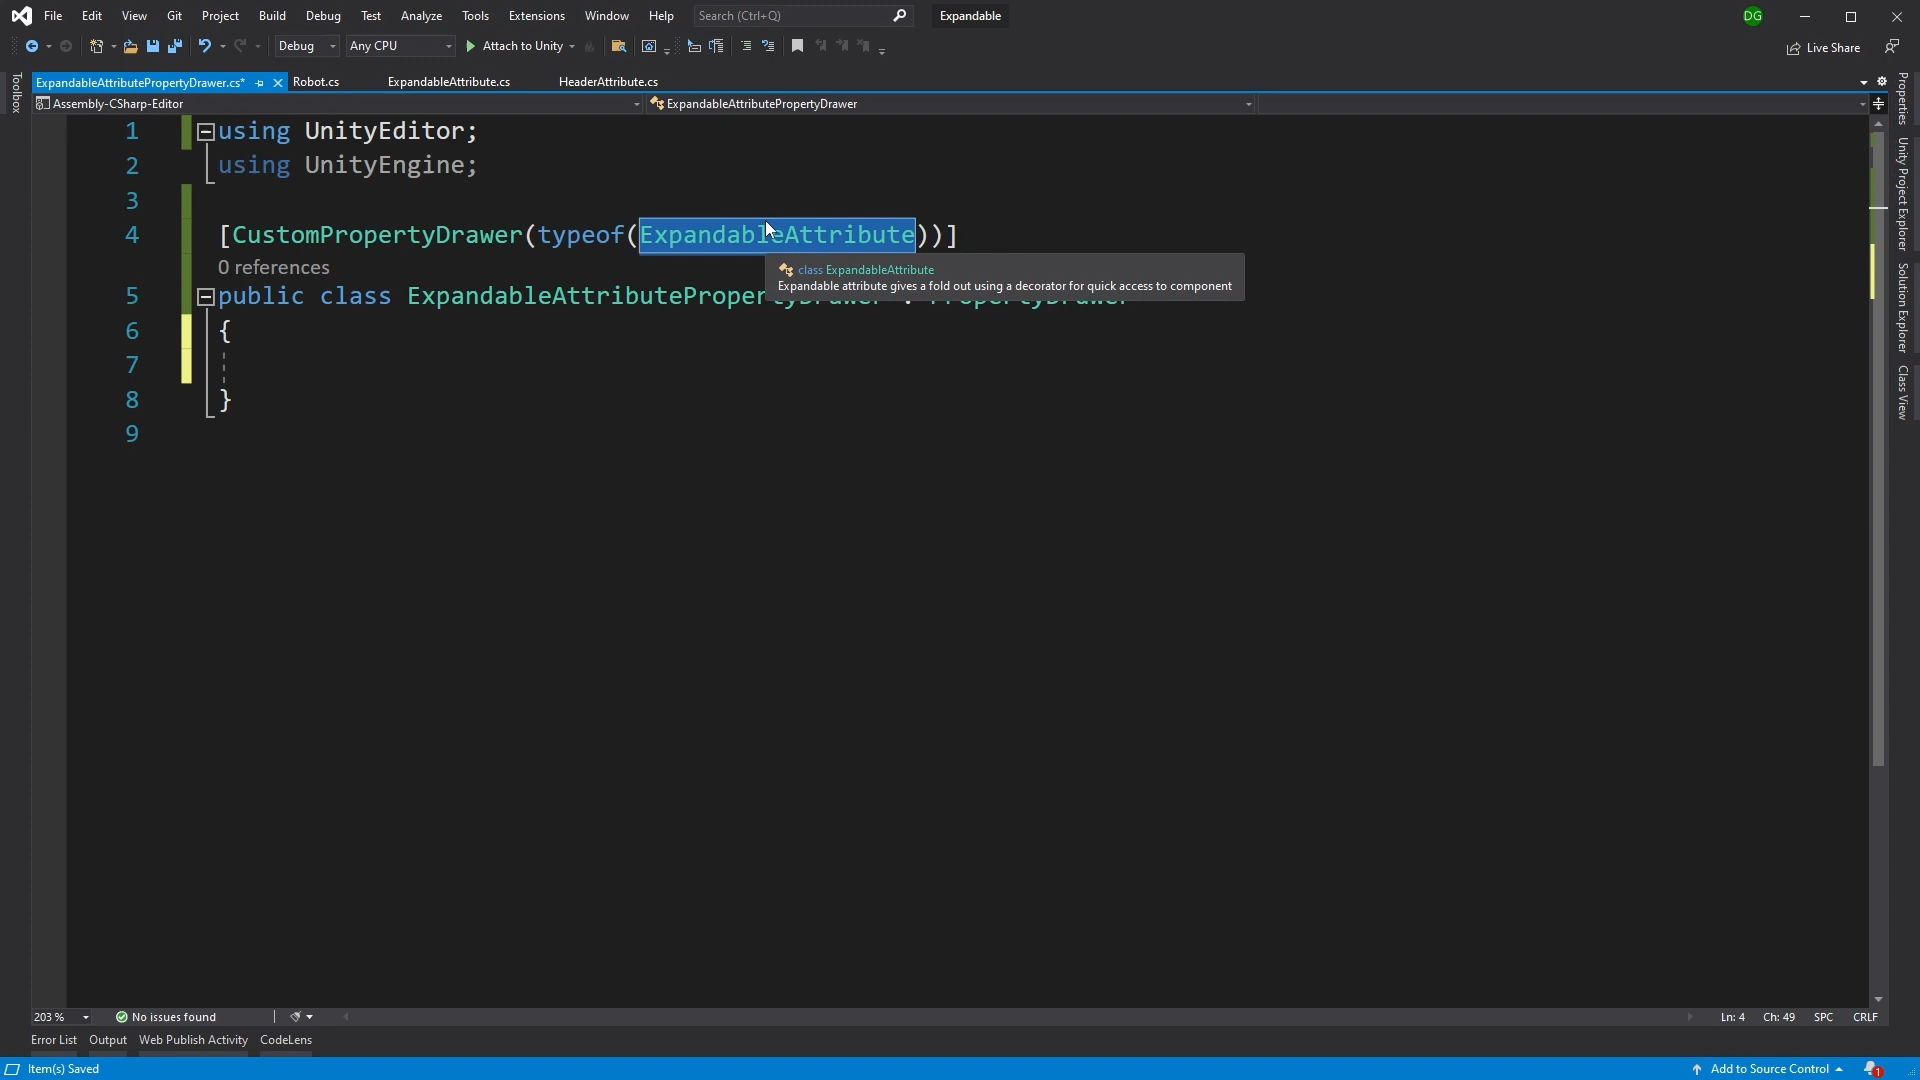 File Edit View Git Project Build Debug Test Analyze Tools Extensions Window Help Search (Ctrl+Q) Expandable DG
Debug Any CPU Attach to Unity Live Share
ExpandableAttributePropertyDrawer.cs* Robot.cs ExpandableAttribute.cs HeaderAttribute.cs
Assembly-CSharp-Editor ExpandableAttributePropertyDrawer
Toolbox
Properties
Unity Project Explorer
Solution Explorer
Class View
1 using UnityEditor;
2 using UnityEngine;
3
4 [CustomPropertyDrawer(typeof(ExpandableAttribute))]
0 references
class ExpandableAttribute
Expandable attribute gives a fold out using a decorator for quick access to component
5 public class ExpandableAttributePropertyDrawer : PropertyDrawer
6 {
7
8 }
9
203 % No issues found Ln: 4 Ch: 49 SPC CRLF
Error List Output Web Publish Activity CodeLens
Item(s) Saved Add to Source Control 1